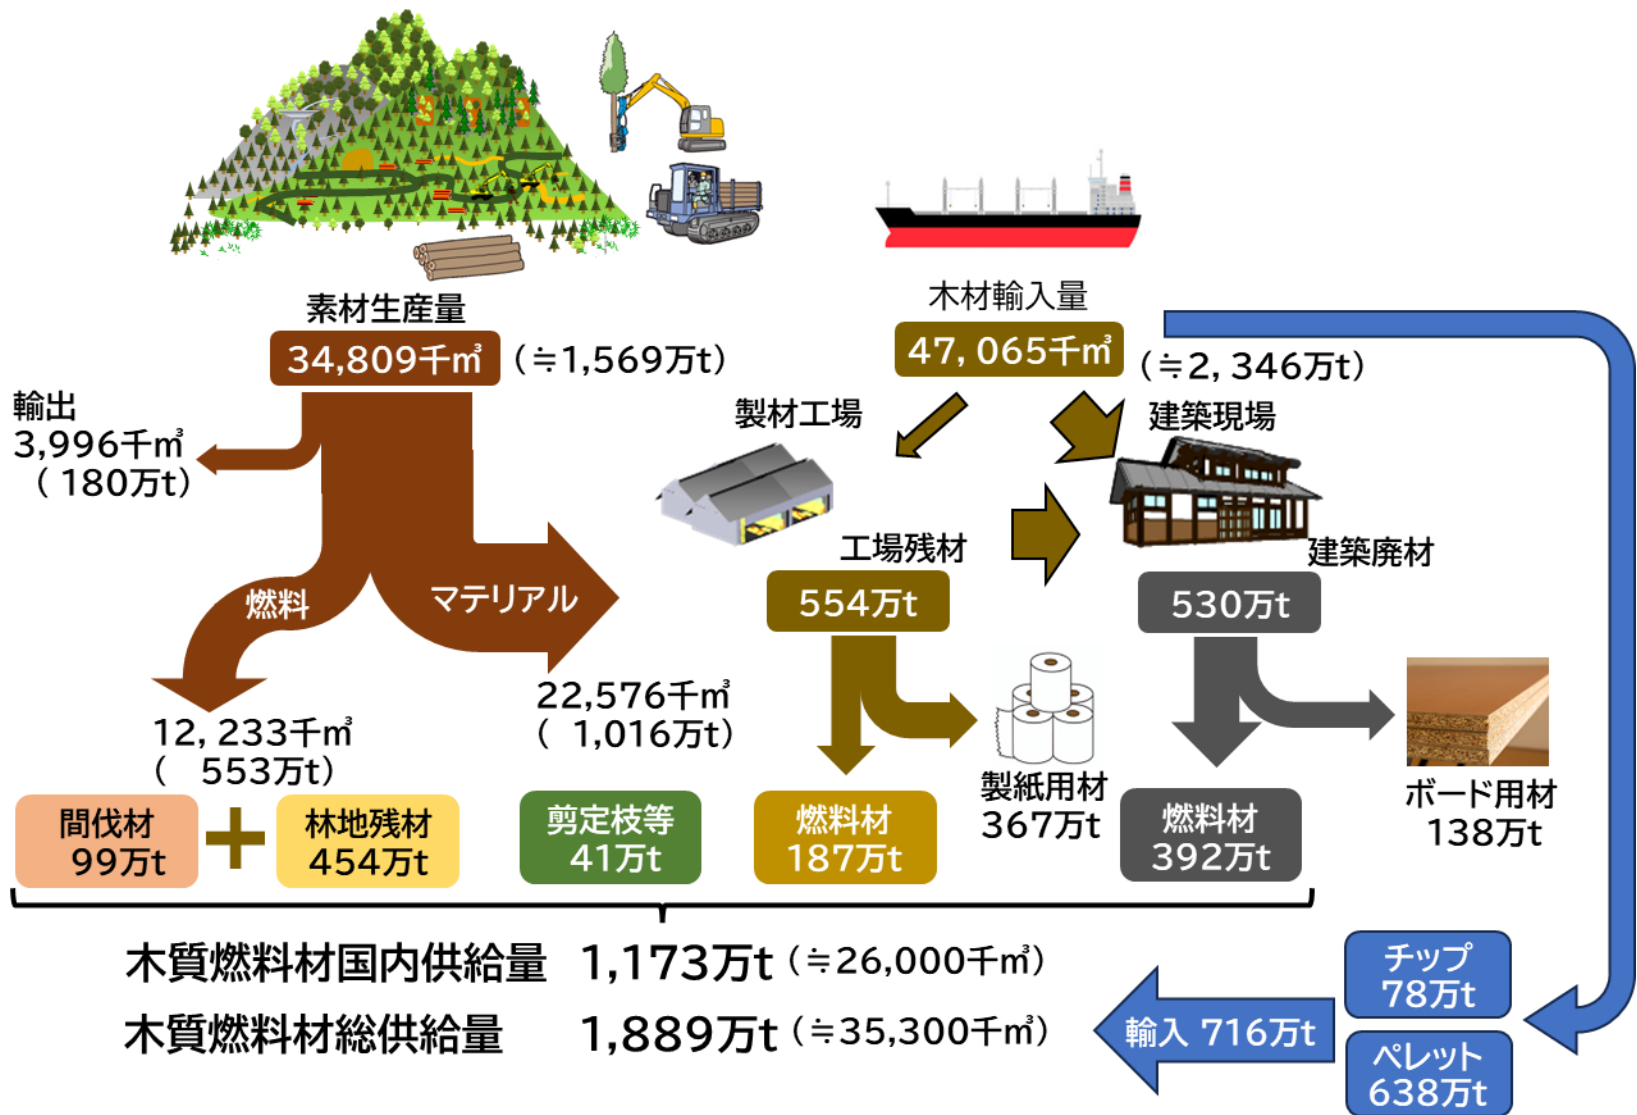 素材生産量
34,809千㎥
(≒1,569万t)
木材輸入量
47,065千㎥
(≒2,346万t)
輸出
3,996千㎥
(180万t)
製材工場
建築現場
工場残材
554万t
建築廃材
530万t
燃料
マテリアル
12,233千㎥
(553万t)
22,576千㎥
(1,016万t)
間伐材
99万t
林地残材
454万t
剪定枝等
41万t
燃料材
187万t
製紙用材
367万t
燃料材
392万t
ボード用材
138万t
木質燃料材国内供給量 1,173万t (≒26,000千㎥)
木質燃料材総供給量 1,889万t (≒35,300千㎥)
輸入 716万t
チップ
78万t
ペレット
638万t